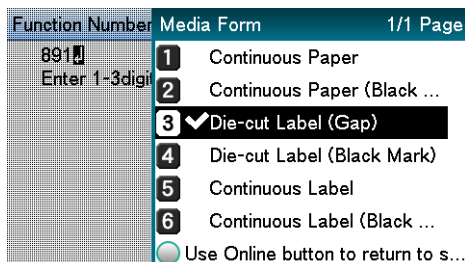 Function Number
Media Form 1/1 Page
891
Enter 1-3digi
1 Continuous Paper
2 Continuous Paper (Black ...
3 Die-cut Label (Gap)
4 Die-cut Label (Black Mark)
5 Continuous Label
6 Continuous Label (Black ...
Use Online button to return to s...